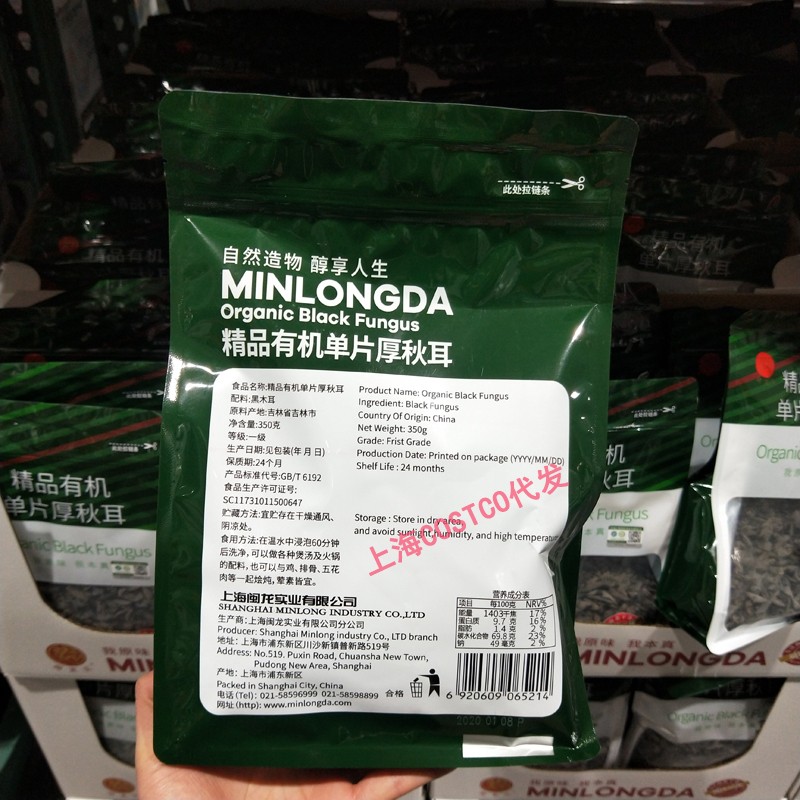 此处拉链条
自然造物 醇享人生
MINLONGDA
Organic Black Fungus
精品有机单片厚秋耳
食品名称:精品有机单片厚秋耳
配料:黑木耳
原料产地:吉林省吉林市
净含量:350克
等级:一级
生产日期:见包装(年 月 日)
保质期:24个月
产品标准代号:GB/T 6192
食品生产许可证号:
SC11731011500647
贮藏方法:宜贮存在干燥通风、
阴凉处。
食用方法:在温水中浸泡60分钟
后洗净,可以做各种煲汤及火锅
的配料,也可以与鸡、排骨、五花
肉等一起烩炖,荤素皆宜。
Product Name: Organic Black Fungus
Ingredient: Black Fungus
Country Of Origin: China
Net Weight: 350g
Grade: Frist Grade
Production Date: Printed on package (YYYY/MM/DD)
Shelf Life : 24 months
Storage : Store in dry area,
and avoid sunlight,humidity, and high temperature
上海COSTCO代发
上海闽龙实业有限公司
SHANGHAI MINLONG INDUSTRY CO.,LTD
生产商:上海闽龙实业有限公司分公司
Producer: Shanghai Minlong industry Co., LTD branch
地址:上海市浦东新区川沙新镇普新路519号
Address: No.519. Puxin Road, Chuansha New Town,
Pudong New Area, Shanghai
产地:上海市浦东新区
Packed in Shanghai City, China
电话(Tel): 021-58596999 021-58598899
合格
网址(http): www.minlongda.com
营养成分表
项目 每100克 NRV%
能量 1403千焦 17%
蛋白质 9.7 克 16%
脂肪 1.4 克 2%
碳水化合物 69.8 克 23%
钠 49 毫克 2%
6 920609 065214
2020 01 08 P
精品有机
单片厚秋耳
Organic Black Fungus
我原味 我本真
MINLONGDA
MINLONGDA